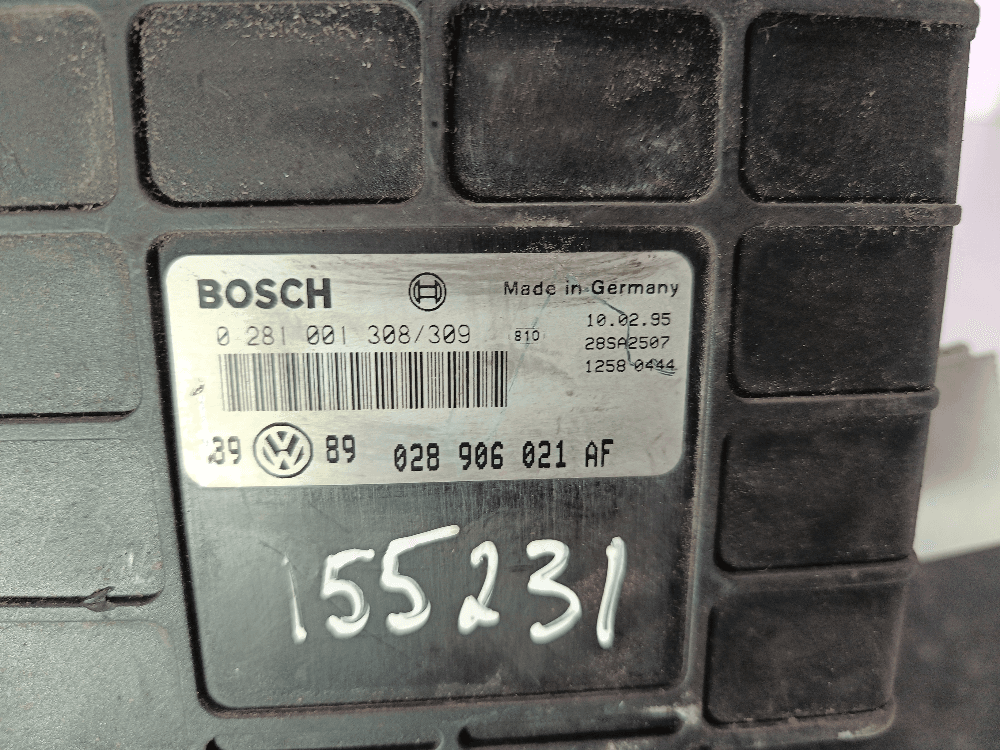 BOSCH
Made in Germany
0 281 001 308/309
810
10.02.95
28SA2507
1258 0444
39 VW 89 028 906 021 AF
155231